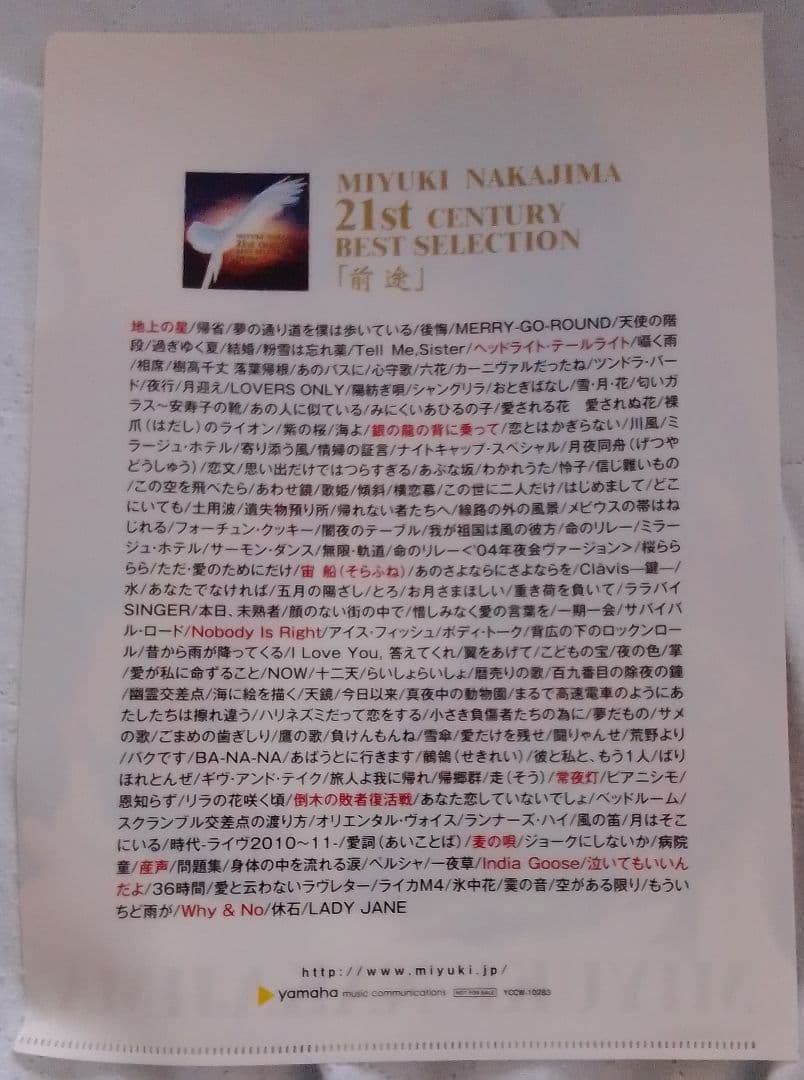 MIYUKI NAKAJIMA
21st CENTURY
BEST SELECTION
「前途」
地上の星/帰省/夢の通り道を僕は歩いている/後悔/MERRY-GO-ROUND/天使の階
段/過ぎゆく夏/結婚/粉雪は忘れ薬/Tell Me,Sister/ヘッドライト・テールライト/囁く雨
/相席/樹高千丈 落葉帰根/あのバスに/心守歌/六花/カーニヴァルだったね/ツンドラ・バー
ド/夜行/月迎え/LOVERS ONLY/陽紡ぎ唄/シャングリラ/おとぎばなし/雪・月・花/匂いガ
ラス~安寿子の靴/あの人に似ている/みにくいあひるの子/愛される花 愛されぬ花/裸
爪(はだし)のライオン/紫の桜/海よ/銀の龍の背に乗って/恋とはかぎらない/川風/ミ
ラージュ・ホテル/寄り添う風/情婦の証言/ナイトキャップ・スペシャル/月夜同舟(げつや
どうしゅう)/恋文/思い出だけではつらすぎる/あぶな坂/わかれうた/怜子/信じ難いもの
/この空を飛べたら/あわせ鏡/歌姫/傾斜/横恋慕/この世に二人だけ/はじめまして/どこ
にいても/土用波/遺失物預り所/帰れない者たちへ/線路の外の風景/メビウスの帯はね
じれる/フォーチュン・クッキー/闇夜のテーブル/我が祖国は風の彼方/命のリレー/ミラー
ジュ・ホテル/サーモン・ダンス/無限・軌道/命のリレー<'04年夜会ヴァージョン>/桜らら
らら/ただ・愛のためにだけ/宙船(そらふね)/あのさよならにさよならを/Clāvis―鍵―/
水/あなたでなければ/五月の陽ざし/とろ/お月さまほしい/重き荷を負いて/ララバイ
SINGER/本日、未熟者/顔のない街の中で/惜しみなく愛の言葉を/一期一会/サバイバ
ル・ロード/Nobody Is Right/アイス・フィッシュ/ボディ・トーク/背広の下のロックンロー
ル/昔から雨が降ってくる/I Love You, 答えてくれ/翼をあげて/こどもの宝/夜の色/掌
/愛が私に命ずること/NOW/十二天/らいしょらいしょ/暦売りの歌/百九番目の除夜の鐘
/幽霊交差点/海に絵を描く/天鏡/今日以来/真夜中の動物園/まるで高速電車のようにあ
たしたちは擦れ違う/ハリネズミだって恋をする/小さき負傷者たちの為に/夢だもの/サメ
の歌/ごまめの歯ぎしり/鷹の歌/負けんもんね/雪傘/愛だけを残せ/闘りゃんせ/荒野より
/バクです/BA-NA-NA/あばうとに行きます/鶺鴒(せきれい)/彼と私と、もう1人/ばり
ほれとんぜ/ギヴ・アンド・テイク/旅人よ我に帰れ/帰郷群/走(そう)/常夜灯/ピアニシモ/
恩知らず/リラの花咲く頃/倒木の敗者復活戦/あなた恋していないでしょ/ベッドルーム/
スクランブル交差点の渡り方/オリエンタル・ヴォイス/ランナーズ・ハイ/風の笛/月はそこ
にいる/時代-ライヴ2010~11-/愛詞(あいことば)/麦の唄/ジョークにしないか/病院
童/産声/問題集/身体の中を流れる涙/ペルシャ/一夜草/India Goose/泣いてもいいん
だよ/36時間/愛と云わないラヴレター/ライカM4/氷中花/霙の音/空がある限り/もうい
ちど雨が/Why & No/休石/LADY JANE
http://www.miyuki.jp/
yamaha music communications NOT FOR SALE YCCW-10283